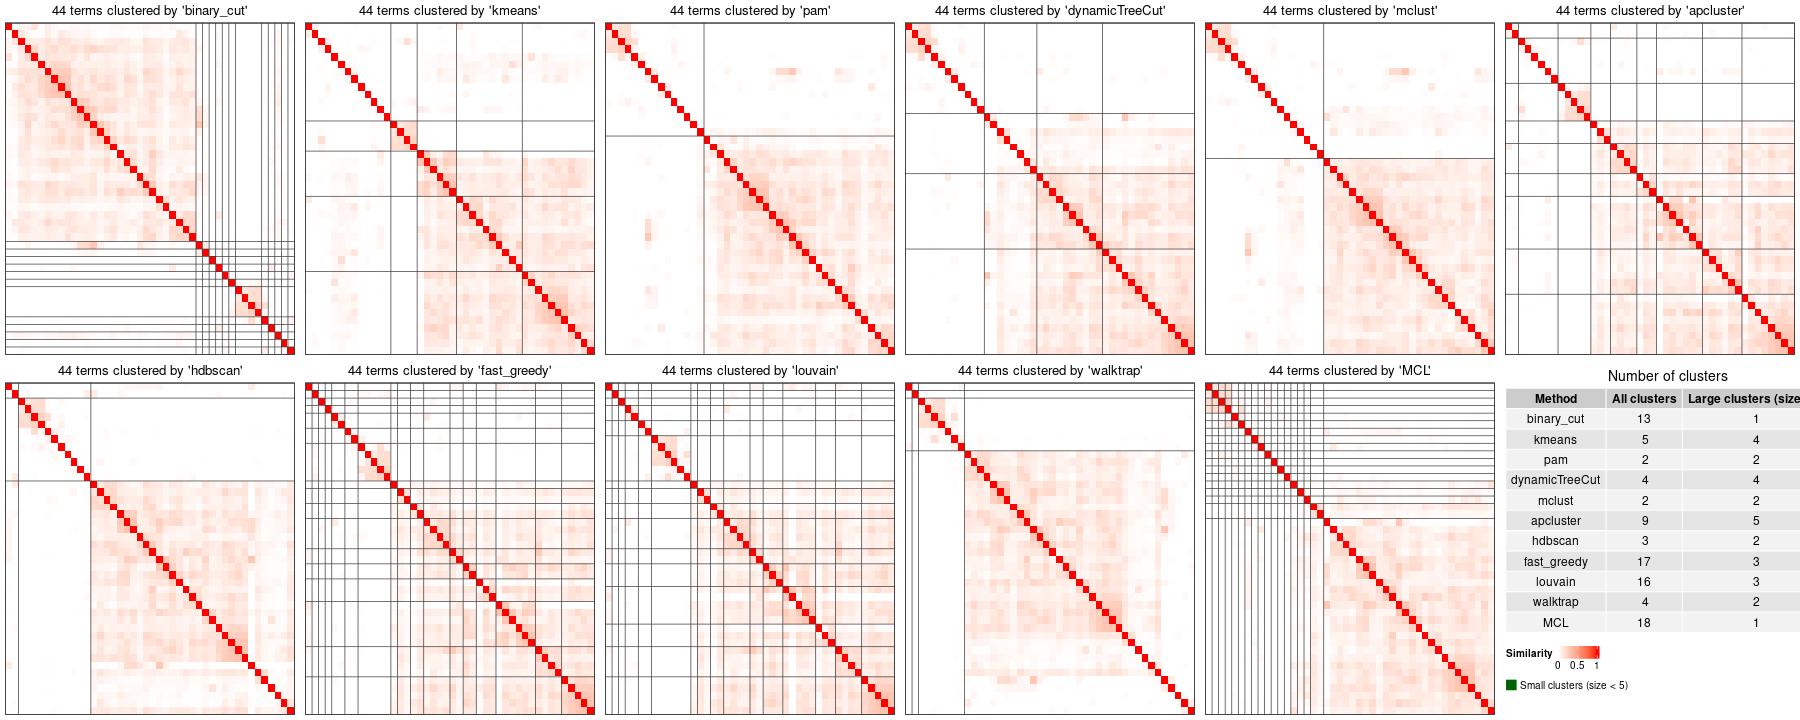 44 terms clustered by 'binary_cut'
44 terms clustered by 'kmeans'
44 terms clustered by 'pam'
44 terms clustered by 'dynamicTreeCut'
44 terms clustered by 'mclust'
44 terms clustered by 'apcluster'
44 terms clustered by 'hdbscan'
44 terms clustered by 'fast_greedy'
44 terms clustered by 'louvain'
44 terms clustered by 'walktrap'
44 terms clustered by 'MCL'
Number of clusters
Method All clusters Large clusters (size
binary_cut 13 1
kmeans 5 4
pam 2 2
dynamicTreeCut 4 4
mclust 2 2
apcluster 9 5
hdbscan 3 2
fast_greedy 17 3
louvain 16 3
walktrap 4 2
MCL 18 1
Similarity
0 0.5 1
Small clusters (size < 5)